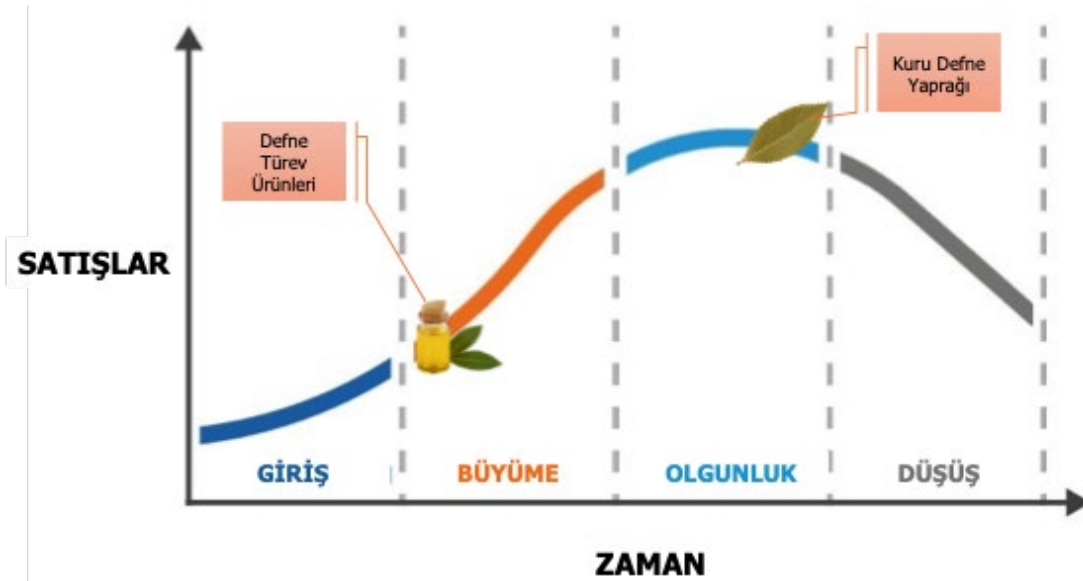 Kuru Defne
Yaprağı
Defne
Türev
Ürünleri
SATIŞLAR
GİRİŞ
BÜYÜME
OLGUNLUK
DÜŞÜŞ
ZAMAN